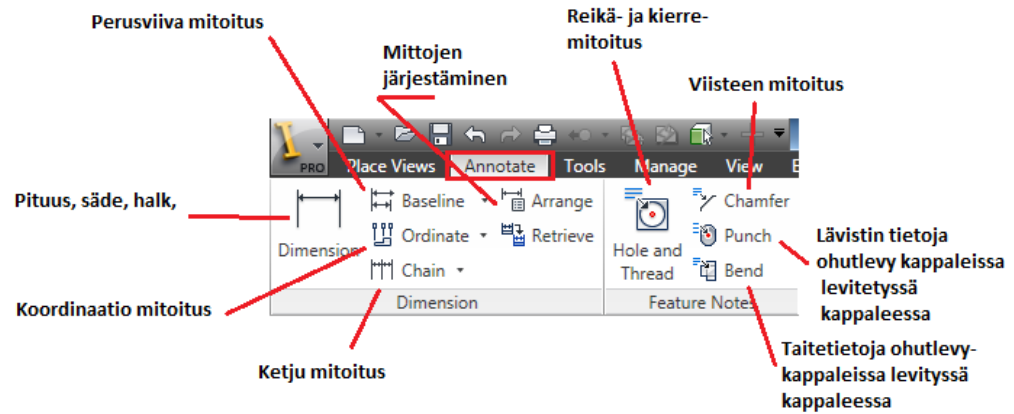 Perusviiva mitoitus
Reikä- ja kierre-
mitoitus
Mittojen
järjestäminen
Viisteen mitoitus
PRO
Place Views
Annotate
Tools
Manage
View
Pituus, säde, halk,
Dimension
Baseline
Ordinate
Chain
Arrange
Retrieve
Dimension
Hole and
Thread
Chamfer
Punch
Bend
Feature Notes
Koordinaatio mitoitus
Ketju mitoitus
Lävistin tietoja
ohutlevy kappaleissa
levitetyssä
kappaleessa
Taitetietoja ohutlevy-
kappaleissa levityssä
kappaleessa